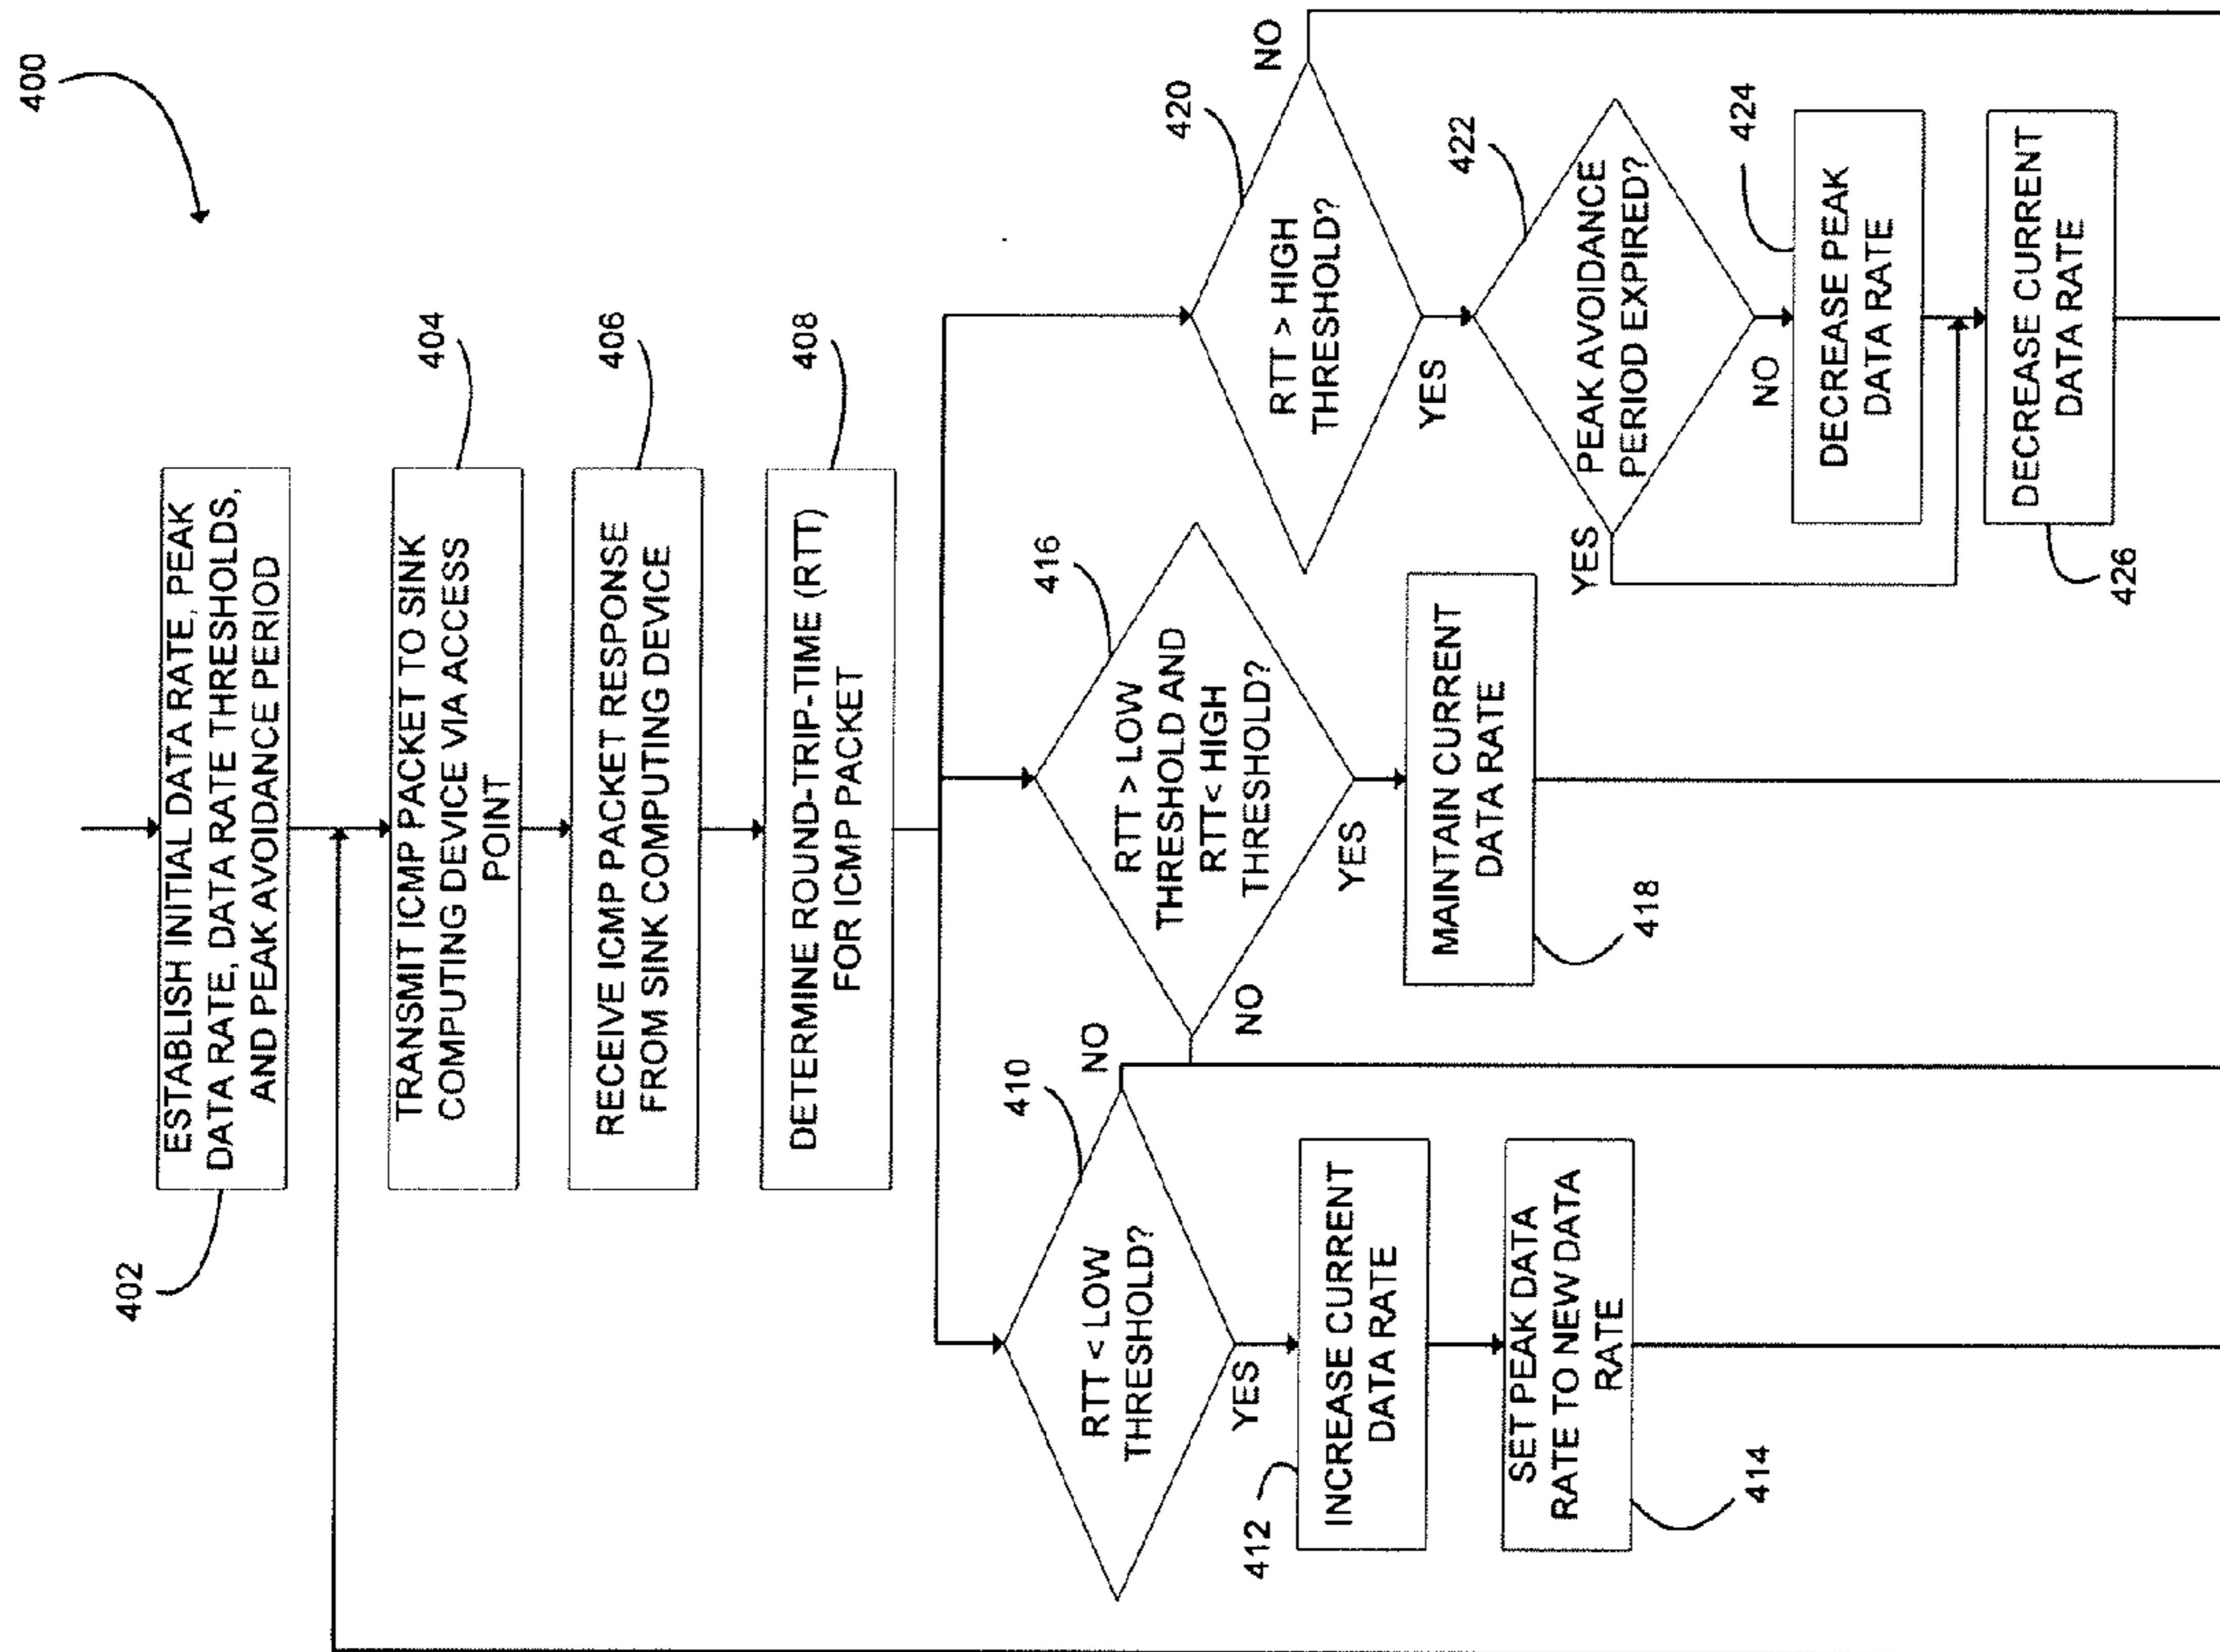 400
402
ESTABLISH INITIAL DATA RATE, PEAK
DATA RATE, DATA RATE THRESHOLDS,
AND PEAK AVOIDANCE PERIOD
404
TRANSMIT ICMP PACKET TO SINK
COMPUTING DEVICE VIA ACCESS
POINT
406
RECEIVE ICMP PACKET RESPONSE
FROM SINK COMPUTING DEVICE
408
DETERMINE ROUND-TRIP-TIME (RTT)
FOR ICMP PACKET
410
RTT < LOW
THRESHOLD?
NO
YES
412
INCREASE CURRENT
DATA RATE
SET PEAK DATA
RATE TO NEW DATA
RATE
414
416
RTT > LOW
THRESHOLD AND
RTT< HIGH
THRESHOLD?
NO
YES
MAINTAIN CURRENT
DATA RATE
418
420
RTT > HIGH
THRESHOLD?
NO
YES
422
PEAK AVOIDANCE
PERIOD EXPIRED?
YES
NO
424
DECREASE PEAK
DATA RATE
DECREASE CURRENT
DATA RATE
426